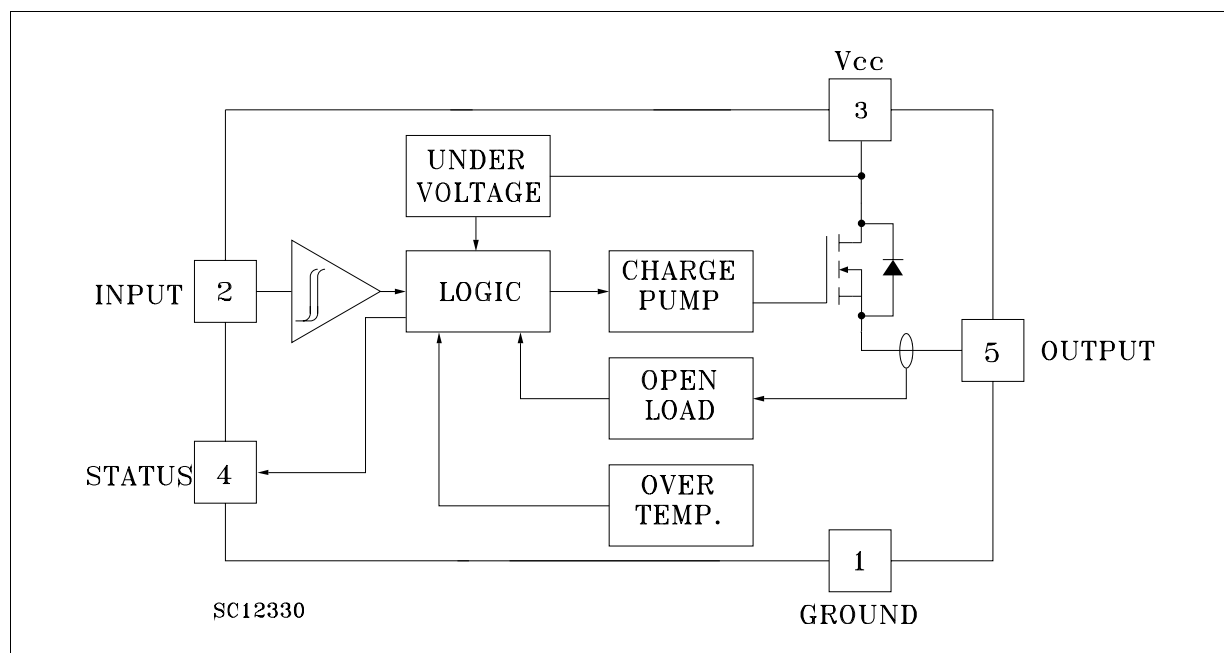 Vcc
3
UNDER
VOLTAGE
INPUT
2
LOGIC
CHARGE
PUMP
5
OUTPUT
OPEN
LOAD
STATUS
4
OVER
TEMP.
1
GROUND
SC12330